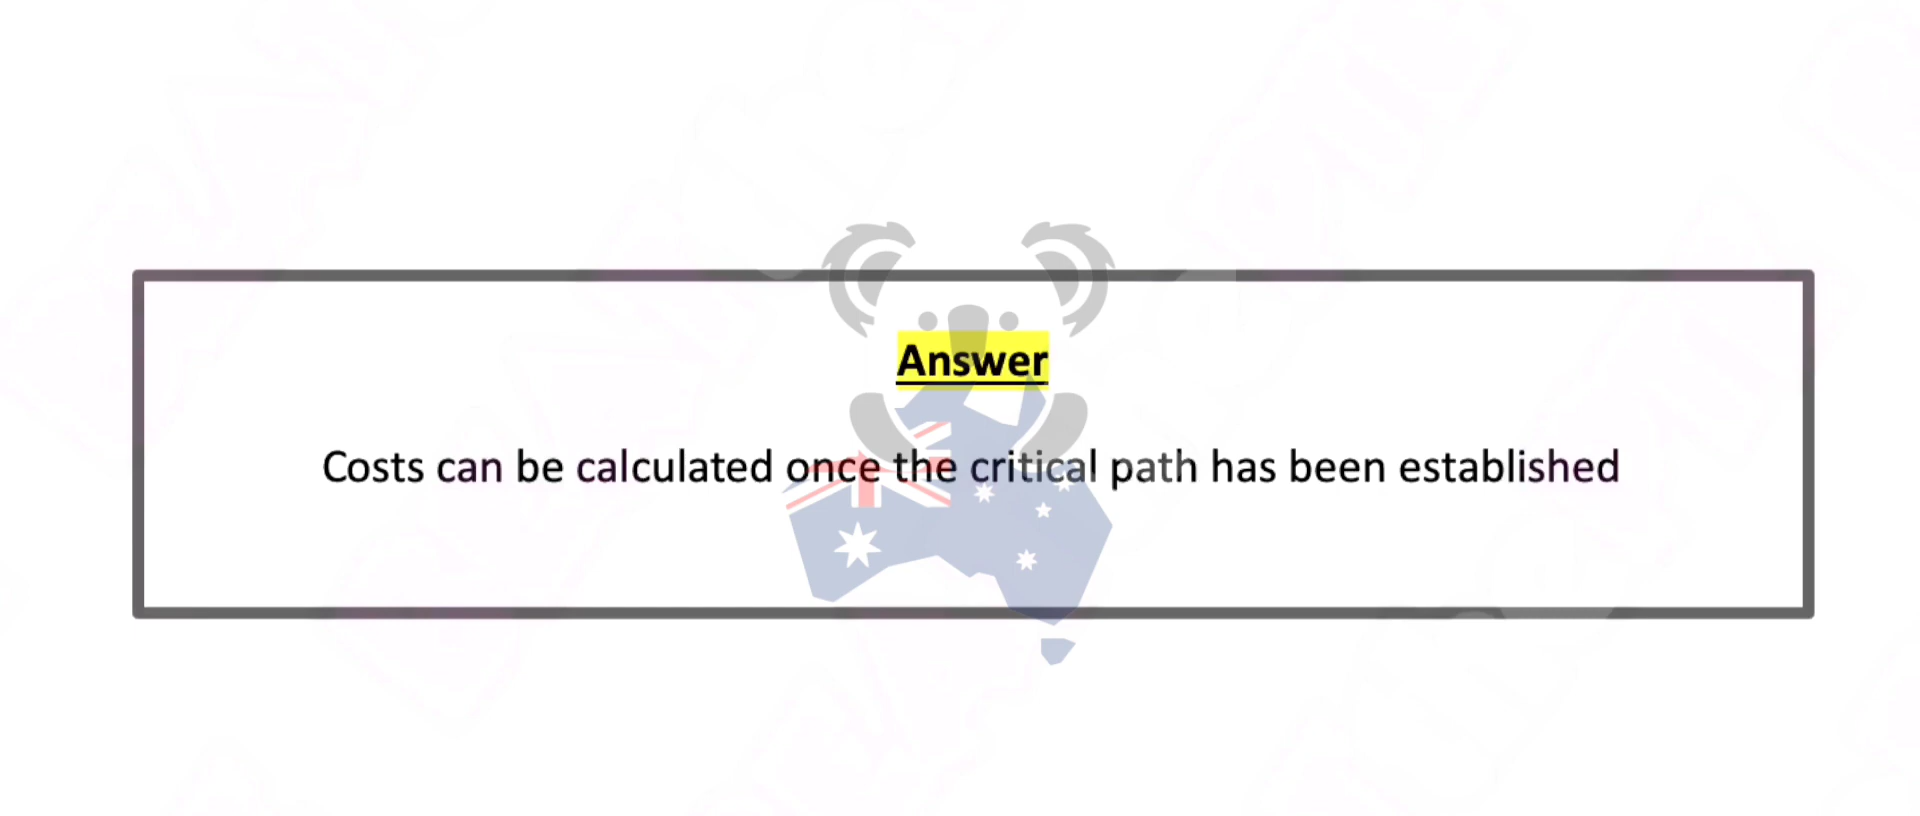 Answer
Costs can be calculated once the critical path has been established